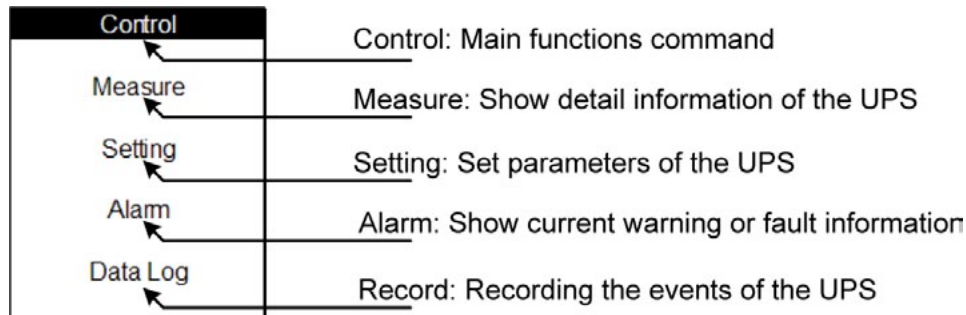 Control
Control: Main functions command
Measure
Measure: Show detail information of the UPS
Setting
Setting: Set parameters of the UPS
Alarm
Alarm: Show current warning or fault information
Data Log
Record: Recording the events of the UPS